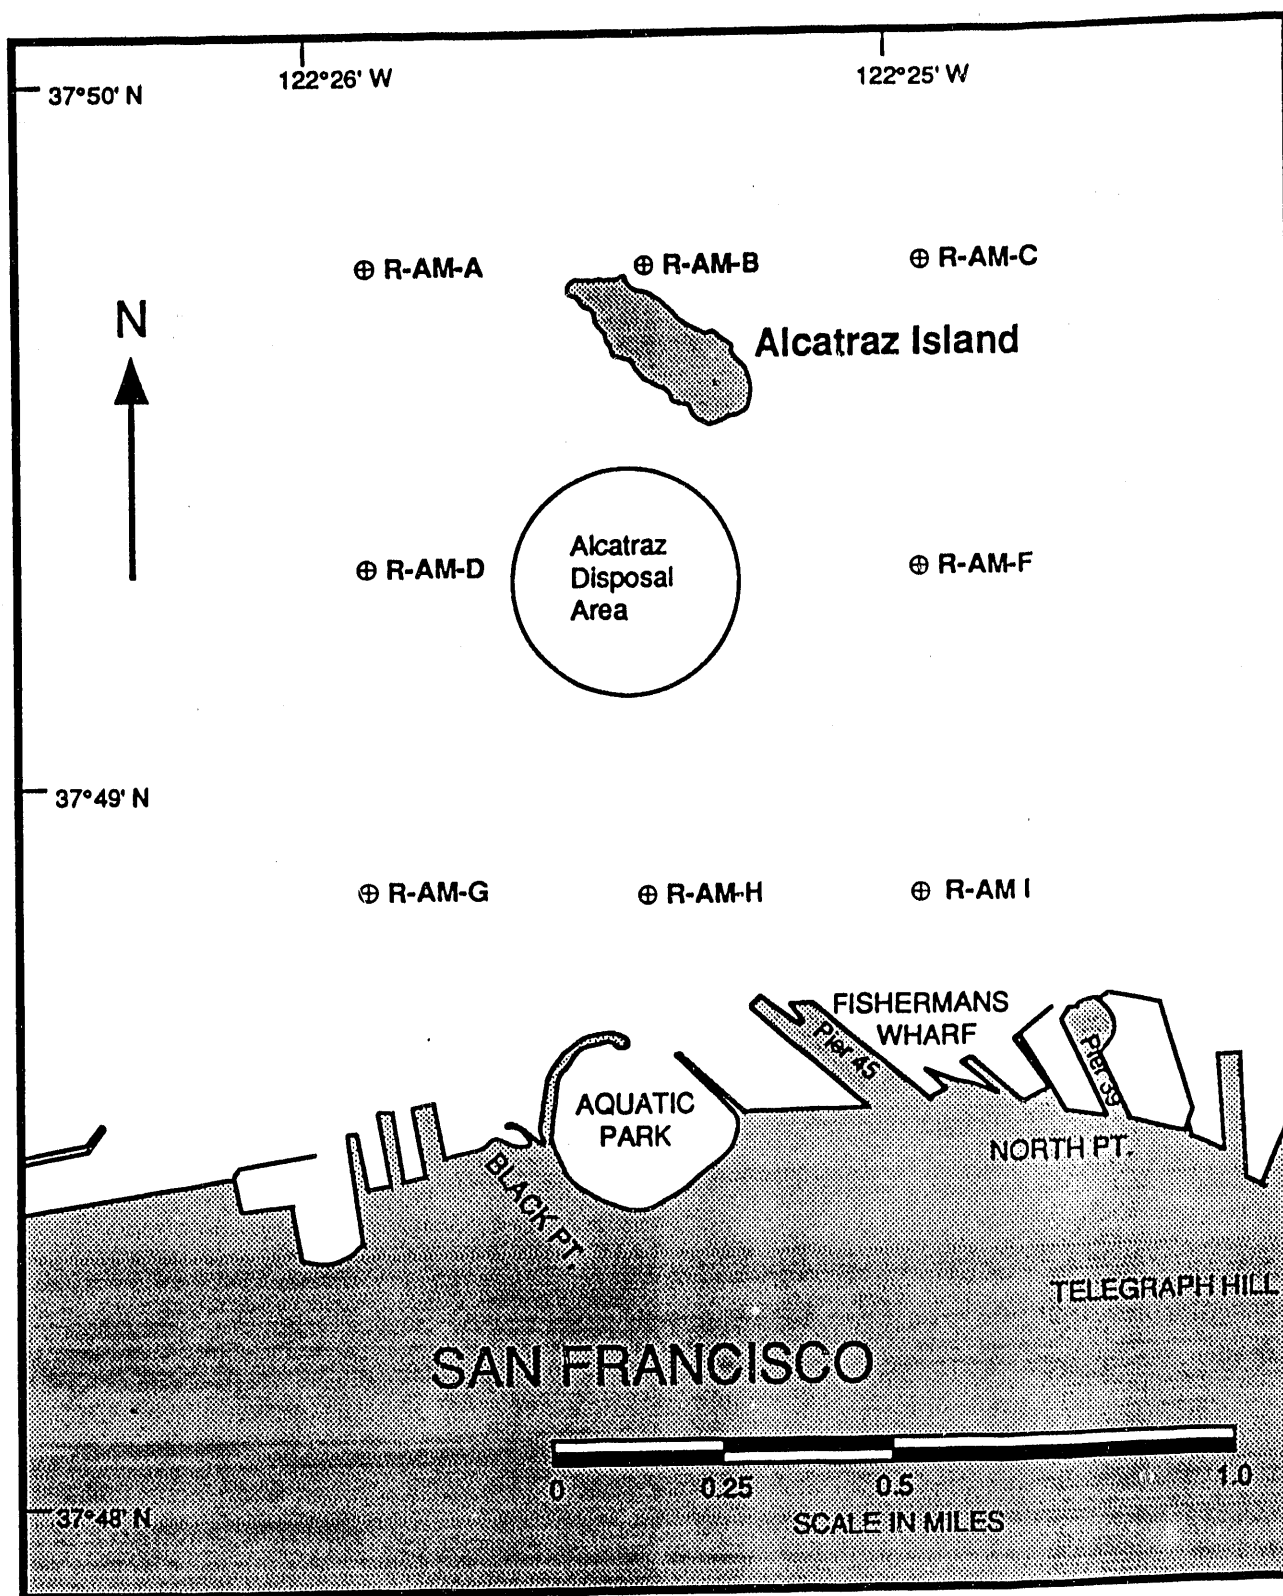 122°26' W
122°25' W
37°50' N
R-AM-A
R-AM-B
R-AM-C
N
Alcatraz Island
Alcatraz
Disposal
Area
R-AM-D
R-AM-F
37°49' N
R-AM-G
R-AM-H
R-AM I
FISHERMANS
WHARF
Pier 45
Pier 39
AQUATIC
PARK
NORTH PT.
BLACK PT.
TELEGRAPH HILL
SAN FRANCISCO
0 0.25 0.5 1.0
SCALE IN MILES
37°48' N